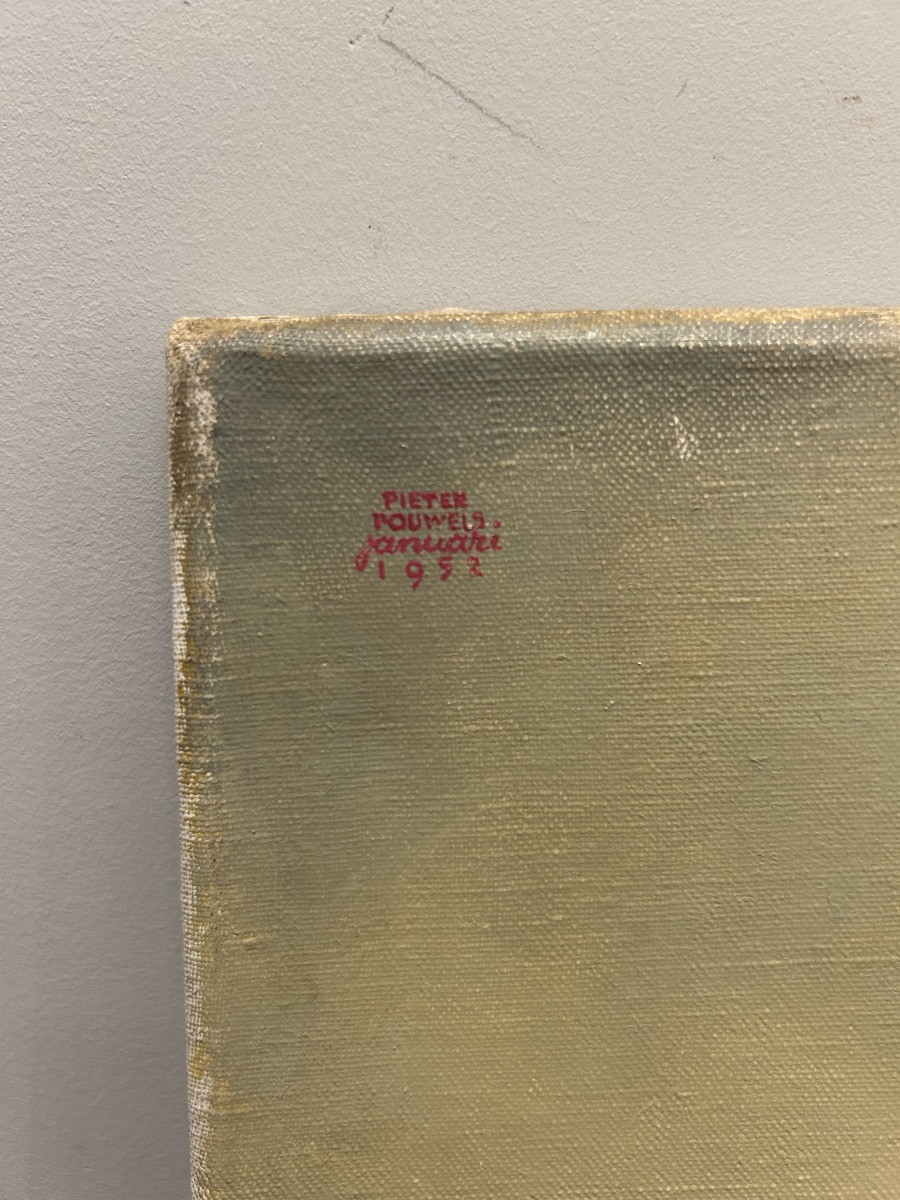 PIETER
POUWELS.
januari
1952